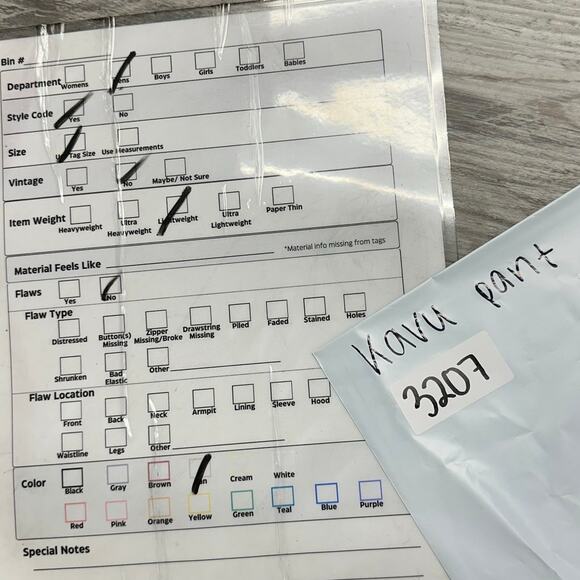 Bin #
Department Womens Mens Boys Girls Toddlers Babies
Style Code Yes No
Size Use Tag Size Use Measurements
Vintage Yes No Maybe/ Not Sure
Item Weight Heavyweight Ultra Heavyweight Lightweight Ultra Lightweight Paper Thin
*Material info missing from tags
Material Feels Like
Flaws Yes No
Flaw Type
Distressed Button(s) Missing Zipper Missing/Broke Drawstring Missing Piled Faded Stained Holes
Shrunken Bad Elastic Other
Flaw Location
Front Back Neck Armpit Lining Sleeve Hood
Waistline Legs Other
Color Black Gray Brown Tan Cream White
Red Pink Orange Yellow Green Teal Blue Purple
Special Notes
Kavu pant
3207